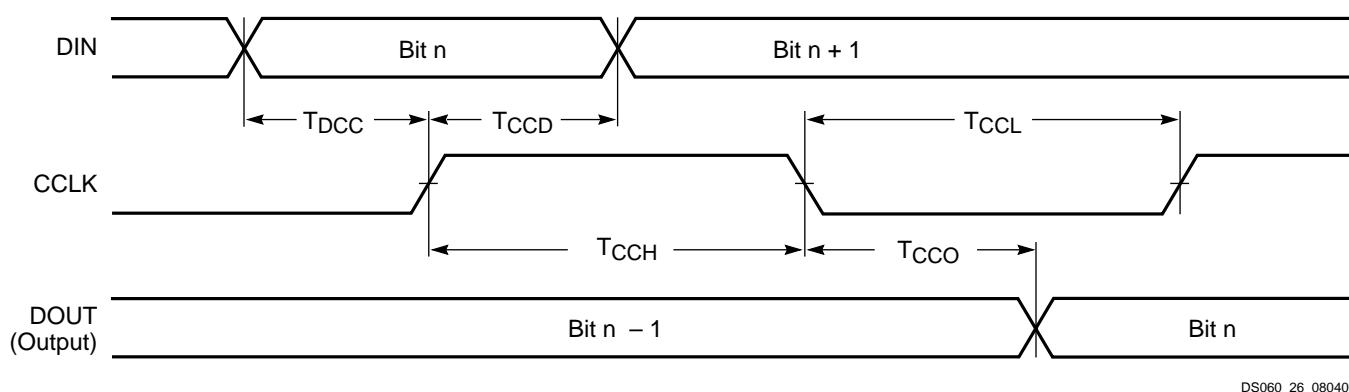 DIN
Bit n
Bit n + 1
TDCC
TCCD
TCCL
CCLK
TCCH
TCCO
DOUT
(Output)
Bit n – 1
Bit n
DS060_26_08040